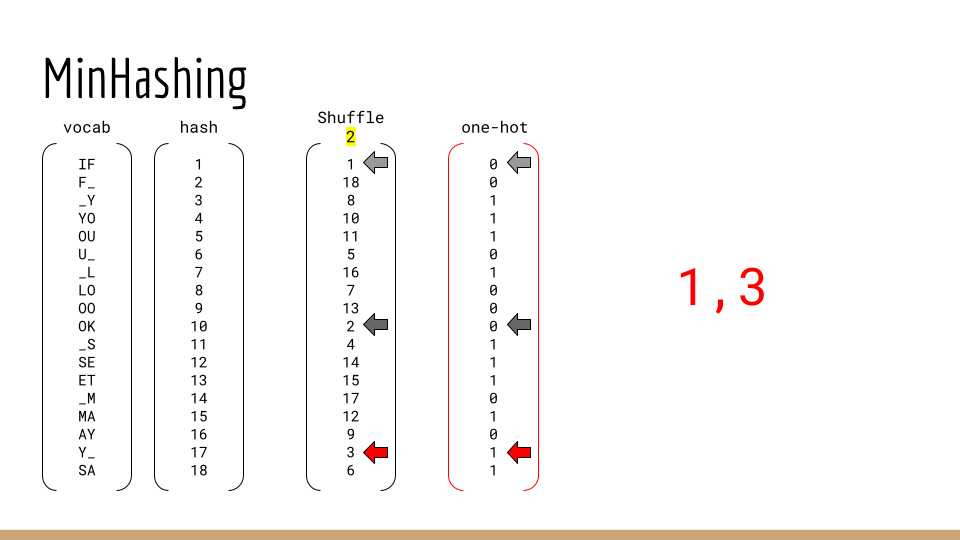 MinHashing
vocab hash Shuffle 2 one-hot
IF 1 1 0
F_ 2 18 0
_Y 3 8 1
YO 4 10 1
OU 5 11 1
U_ 6 5 0
_L 7 16 1
LO 8 7 0
OO 9 13 0
OK 10 2 0
_S 11 4 1
SE 12 14 1
ET 13 15 1
_M 14 17 0
MA 15 12 1
AY 16 9 0
Y_ 17 3 1
SA 18 6 1
1,3